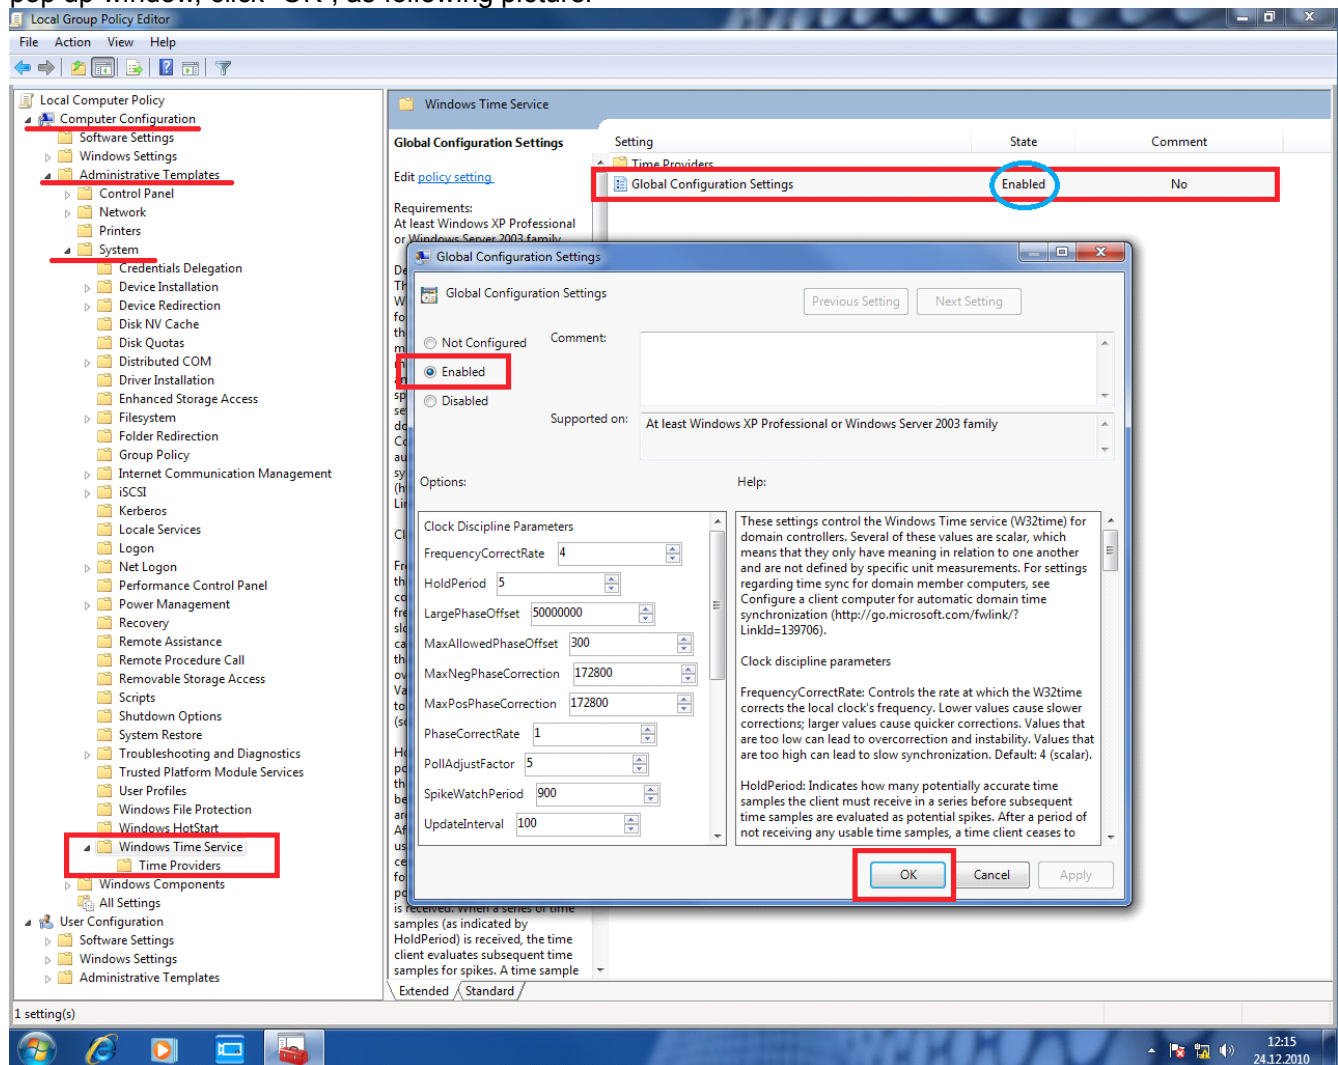 pop up window, click "OK", as following picture.
Local Group Policy Editor
File Action View Help
Local Computer Policy
Computer Configuration
Software Settings
Windows Settings
Administrative Templates
Control Panel
Network
Printers
System
Credentials Delegation
Device Installation
Device Redirection
Disk NV Cache
Disk Quotas
Distributed COM
Driver Installation
Enhanced Storage Access
Filesystem
Folder Redirection
Group Policy
Internet Communication Management
iSCSI
Kerberos
Locale Services
Logon
Net Logon
Performance Control Panel
Power Management
Recovery
Remote Assistance
Remote Procedure Call
Removable Storage Access
Scripts
Shutdown Options
System Restore
Troubleshooting and Diagnostics
Trusted Platform Module Services
User Profiles
Windows File Protection
Windows HotStart
Windows Time Service
Time Providers
Windows Components
All Settings
User Configuration
Software Settings
Windows Settings
Administrative Templates
Windows Time Service
Global Configuration Settings
Edit policy setting
Requirements:
At least Windows XP Professional
or Windows Server 2003 family
is received. When a series of time
samples (as indicated by
HoldPeriod) is received, the time
client evaluates subsequent time
samples for spikes. A time sample
Setting State Comment
Time Providers
Global Configuration Settings Enabled No
Global Configuration Settings
Global Configuration Settings
Previous Setting Next Setting
Not Configured
Enabled
Disabled
Comment:
Supported on: At least Windows XP Professional or Windows Server 2003 family
Options:
Clock Discipline Parameters
FrequencyCorrectRate 4
HoldPeriod 5
LargePhaseOffset 50000000
MaxAllowedPhaseOffset 300
MaxNegPhaseCorrection 172800
MaxPosPhaseCorrection 172800
PhaseCorrectRate 1
PollAdjustFactor 5
SpikeWatchPeriod 900
UpdateInterval 100
Help:
These settings control the Windows Time service (W32time) for
domain controllers. Several of these values are scalar, which
means that they only have meaning in relation to one another
and are not defined by specific unit measurements. For settings
regarding time sync for domain member computers, see
Configure a client computer for automatic domain time
synchronization (http://go.microsoft.com/fwlink/?
LinkId=139706).
Clock discipline parameters
FrequencyCorrectRate: Controls the rate at which the W32time
corrects the local clock's frequency. Lower values cause slower
corrections; larger values cause quicker corrections. Values that
are too low can lead to overcorrection and instability. Values that
are too high can lead to slow synchronization. Default: 4 (scalar).
HoldPeriod: Indicates how many potentially accurate time
samples the client must receive in a series before subsequent
time samples are evaluated as potential spikes. After a period of
not receiving any usable time samples, a time client ceases to
OK Cancel Apply
Extended Standard
1 setting(s)
12:15
24.12.2010